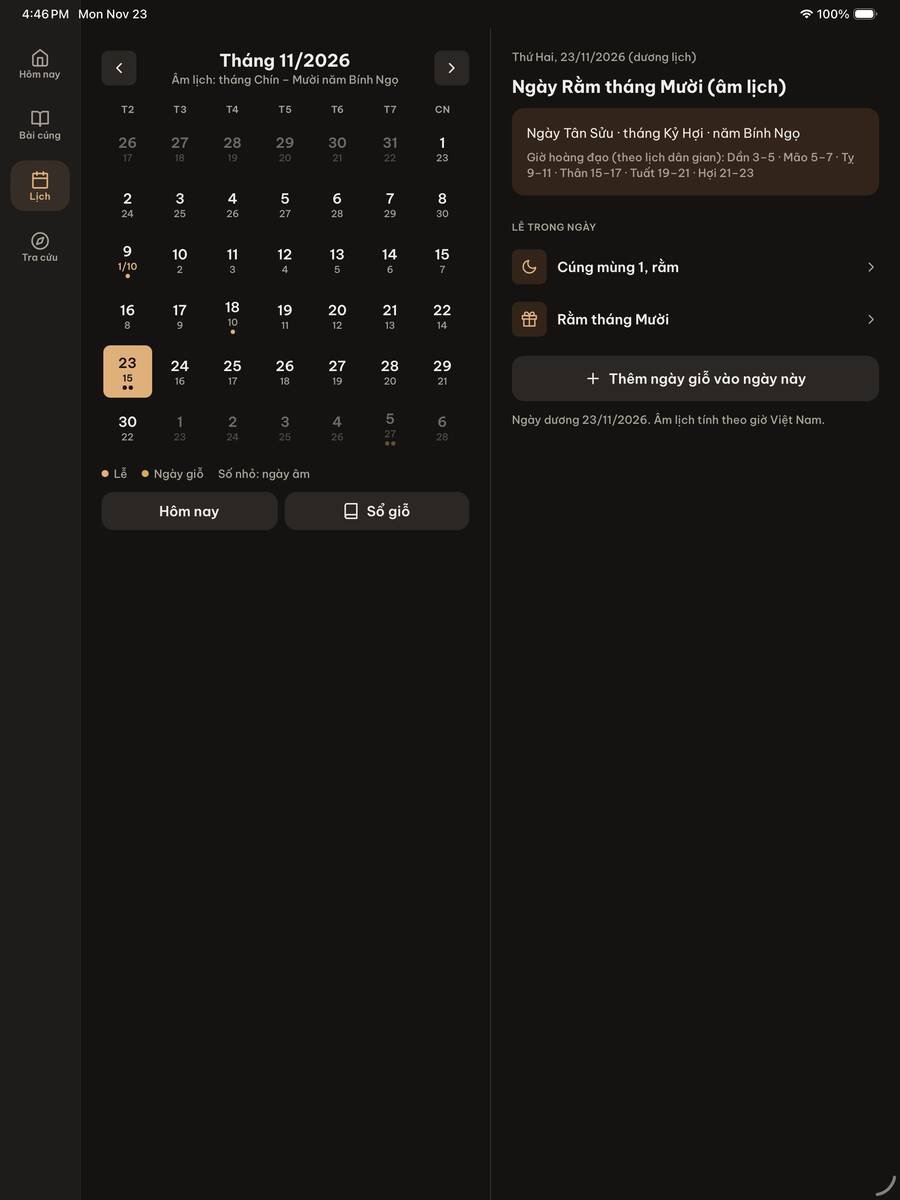 4:46 PM Mon Nov 23
100%
Hôm nay
Bài cúng
Lịch
Tra cứu
Tháng 11/2026
Âm lịch: tháng Chín – Mười năm Bính Ngọ
T2 T3 T4 T5 T6 T7 CN
26 27 28 29 30 31 1
17 18 19 20 21 22 23
2 3 4 5 6 7 8
24 25 26 27 28 29 30
9 10 11 12 13 14 15
1/10 2 3 4 5 6 7
16 17 18 19 20 21 22
8 9 10 11 12 13 14
23 24 25 26 27 28 29
15 16 17 18 19 20 21
30 1 2 3 4 5 6
22 23 24 25 26 27 28
Lễ Ngày giỗ Số nhỏ: ngày âm
Hôm nay Sổ giỗ
Thứ Hai, 23/11/2026 (dương lịch)
Ngày Rằm tháng Mười (âm lịch)
Ngày Tân Sửu · tháng Kỷ Hợi · năm Bính Ngọ
Giờ hoàng đạo (theo lịch dân gian): Dần 3–5 · Mão 5–7 · Tỵ
9–11 · Thân 15–17 · Tuất 19–21 · Hợi 21–23
LỄ TRONG NGÀY
Cúng mùng 1, rằm
Rằm tháng Mười
Thêm ngày giỗ vào ngày này
Ngày dương 23/11/2026. Âm lịch tính theo giờ Việt Nam.